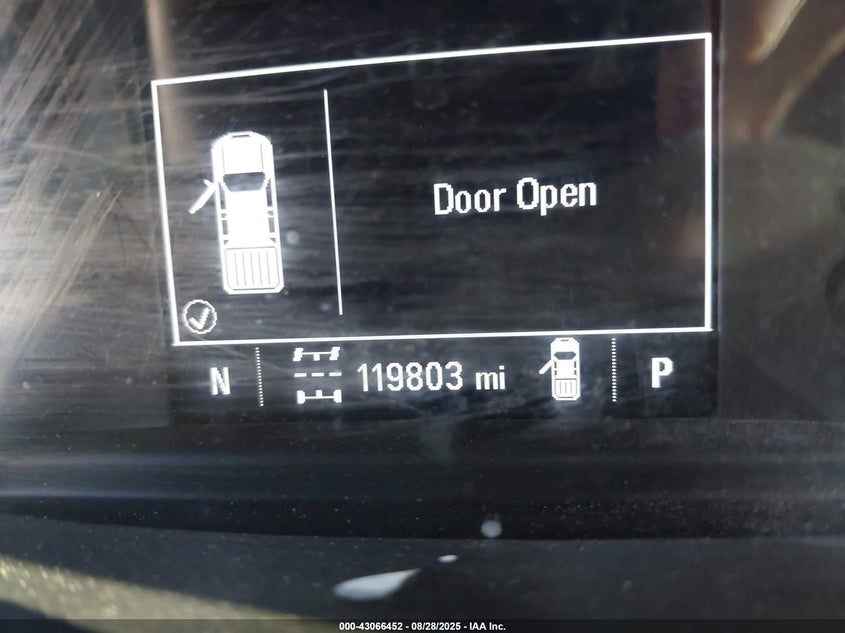 Door Open
N 119803 mi P
000-43066452 - 08/28/2025 - IAA Inc.